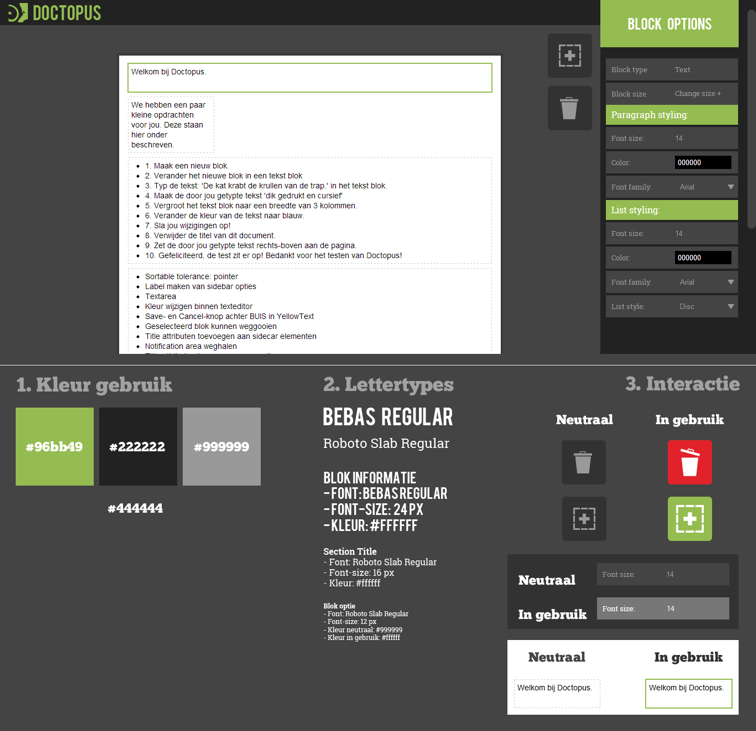 DOCTOPUS
BLOCK OPTIONS
Welkom bij Doctopus.
We hebben een paar
kleine opdrachten
voor jou. Deze staan
hier onder
beschreven.
1. Maak een nieuw blok.
2. Verander het nieuwe blok in een tekst blok
3. Typ de tekst: 'De kat krabt de krullen van de trap.' in het tekst blok.
4. Maak de door jou getypte tekst 'dik gedrukt en cursief'
5. Vergroot het tekst blok naar een breedte van 3 kolommen.
6. Verander de kleur van de tekst naar blauw.
7. Sla jou wijzigingen op!
8. Verwijder de titel van dit document.
9. Zet de door jou getypte tekst rechts-boven aan de pagina.
10. Gefeliciteerd, de test zit er op! Bedankt voor het testen van Doctopus!
Sortable tolerance: pointer
Label maken van sidebar opties
Textarea
Kleur wijzigen binnen texteditor
Save- en Cancel-knop achter BUIS in YellowText
Geselecteerd blok kunnen weggooien
Title attributen toevoegen aan sidecar elementen
Notification area weghalen
Block type Text
Block size Change size +
Paragraph styling:
Font size: 14
Color: 000000
Font family: Arial
List styling:
Font size: 14
Color: 000000
Font family: Arial
List style: Disc
1. Kleur gebruik
#96bb49 #222222 #999999
#444444
2. Lettertypes
BEBAS REGULAR
Roboto Slab Regular
BLOK INFORMATIE
- FONT: BEBAS REGULAR
- FONT-SIZE: 24 PX
- KLEUR: #FFFFFF
Section Title
- Font: Roboto Slab Regular
- Font-size: 16 px
- Kleur: #ffffff
Blok optie
- Font: Roboto Slab Regular
- Font-size: 12 px
- Kleur neutraal: #999999
- Kleur in gebruik: #ffffff
3. Interactie
Neutraal In gebruik
Neutraal Font size: 14
In gebruik Font size: 14
Neutraal In gebruik
Welkom bij Doctopus. Welkom bij Doctopus.